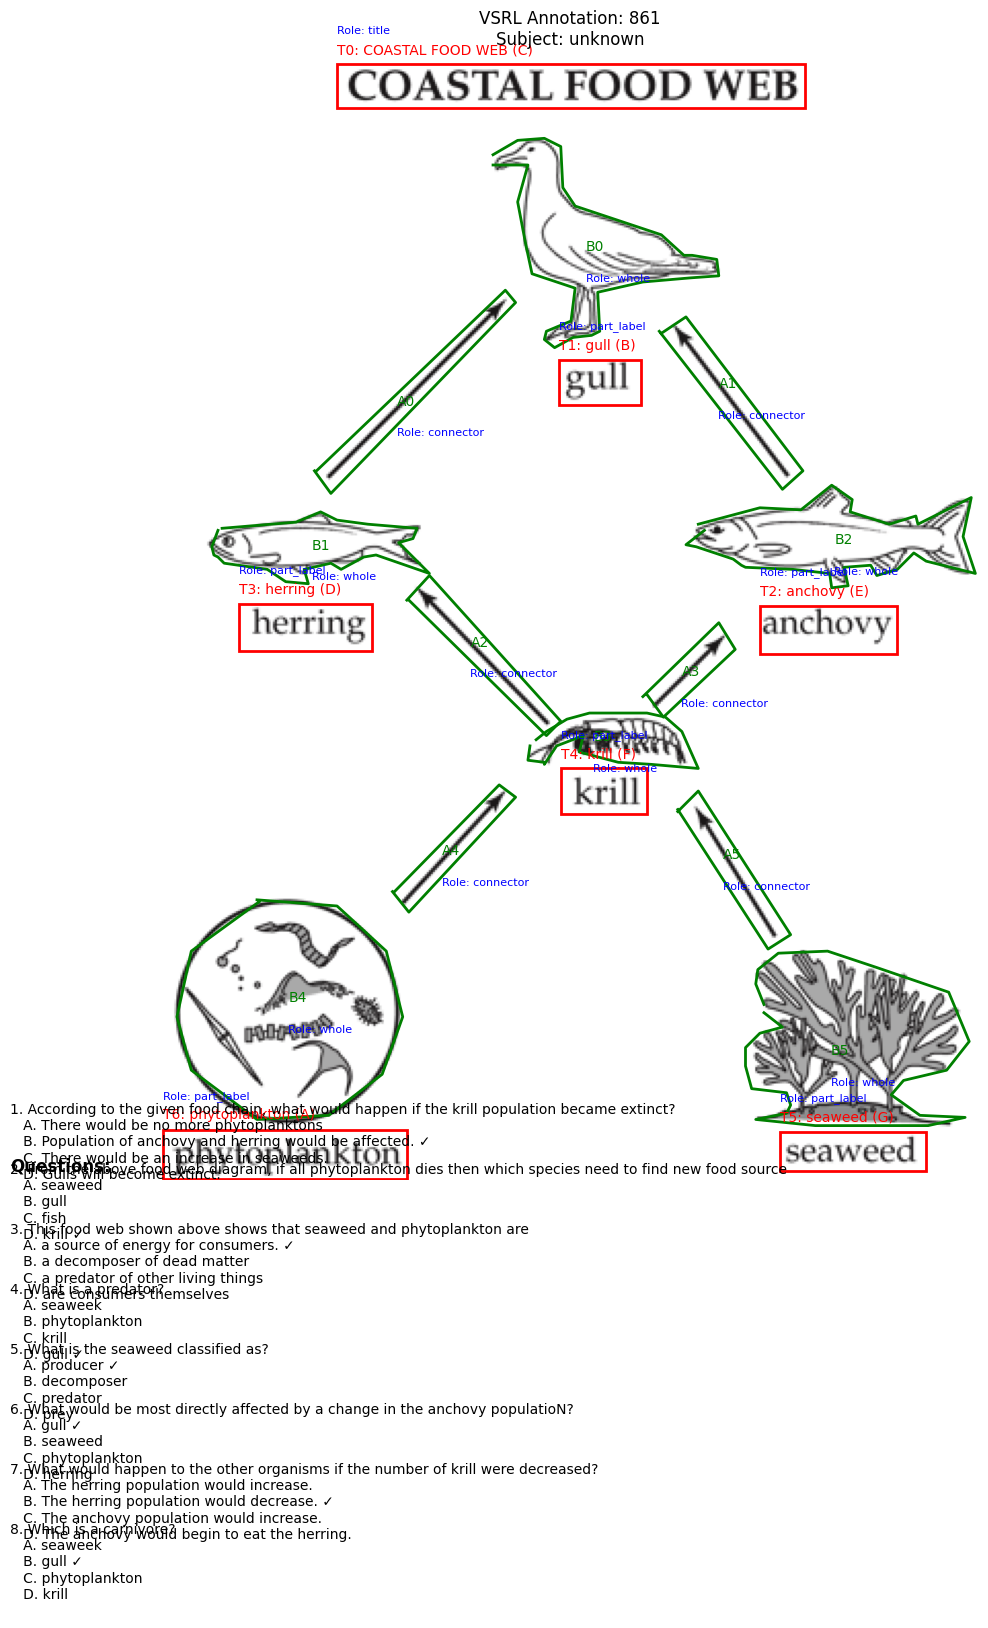 VSRL Annotation: 861
Subject: unknown
Role: title
T0: COASTAL FOOD WEB (C)
COASTAL FOOD WEB
B0
Role: whole
Role: part_label
T1: gull (B)
gull
A0
Role: connector
A1
Role: connector
B1
Role: whole
Role: part_label
T3: herring (D)
herring
B2
Role: whole
Role: part_label
T2: anchovy (E)
anchovy
A2
Role: connector
A3
Role: connector
Role: part_label
T4: krill (F)
Role: whole
krill
A4
Role: connector
A5
Role: connector
B4
Role: whole
Role: part_label
T6: phytoplankton (A)
phytoplankton
B5
Role: whole
Role: part_label
T5: seaweed (G)
seaweed
Questions:
1. According to the given food chain, what would happen if the krill population became extinct?
A. There would be no more phytoplanktons
B. Population of anchovy and herring would be affected. ✓
C. There would be an increase in seaweeds.
D. Gulls will become extinct.
2. From the above food web diagram, if all phytoplankton dies then which species need to find new food source
A. seaweed
B. gull
C. fish
D. krill ✓
3. This food web shown above shows that seaweed and phytoplankton are
A. a source of energy for consumers. ✓
B. a decomposer of dead matter
C. a predator of other living things
D. are consumers themselves
4. What is a predator?
A. seaweek
B. phytoplankton
C. krill
D. gull ✓
5. What is the seaweed classified as?
A. producer ✓
B. decomposer
C. predator
D. prey
6. What would be most directly affected by a change in the anchovy populatioN?
A. gull ✓
B. seaweed
C. phytoplankton
D. herring
7. What would happen to the other organisms if the number of krill were decreased?
A. The herring population would increase.
B. The herring population would decrease. ✓
C. The anchovy population would increase.
D. The anchovy would begin to eat the herring.
8. Which is a carnivore?
A. seaweek
B. gull ✓
C. phytoplankton
D. krill